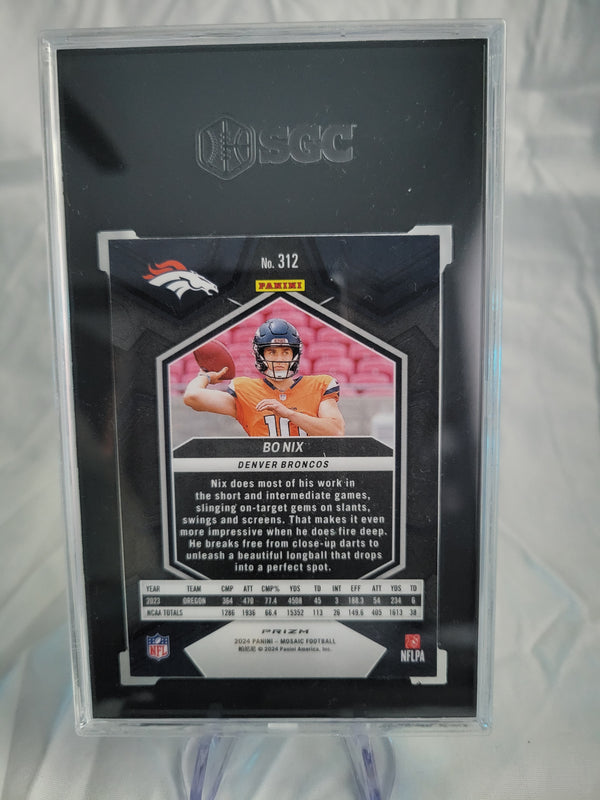 SGC
No. 312
PANINI
10
BO NIX
DENVER BRONCOS
Nix does most of his work in
the short and intermediate games,
slinging on-target gems on slants,
swings and screens. That makes it even
more impressive when he does fire deep.
He breaks free from close-up darts to
unleash a beautiful longball that drops
into a perfect spot.
YEAR TEAM CMP ATT CMP% YDS TD INT EFF ATT YDS TD
2023 OREGON 364 470 77.4 4508 45 3 188.3 54 234 6
NCAA TOTALS 1286 1936 66.4 15352 113 26 149.6 405 1613 38
PRIZM
2024 PANINI – MOSAIC FOOTBALL
© 2024 Panini America, Inc.
NFL
NFLPA